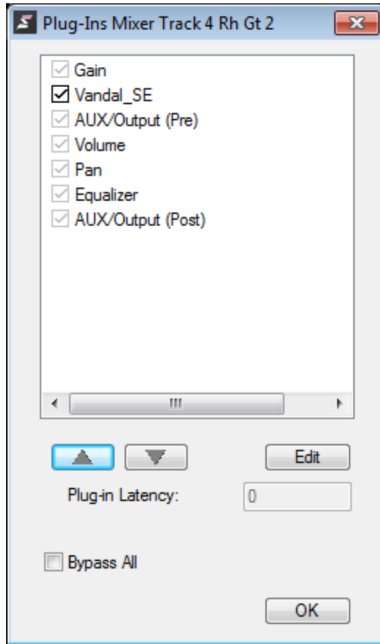 Plug-Ins Mixer Track 4 Rh Gt 2
Gain
Vandal_SE
AUX/Output (Pre)
Volume
Pan
Equalizer
AUX/Output (Post)
Edit
Plug-in Latency: 0
Bypass All
OK